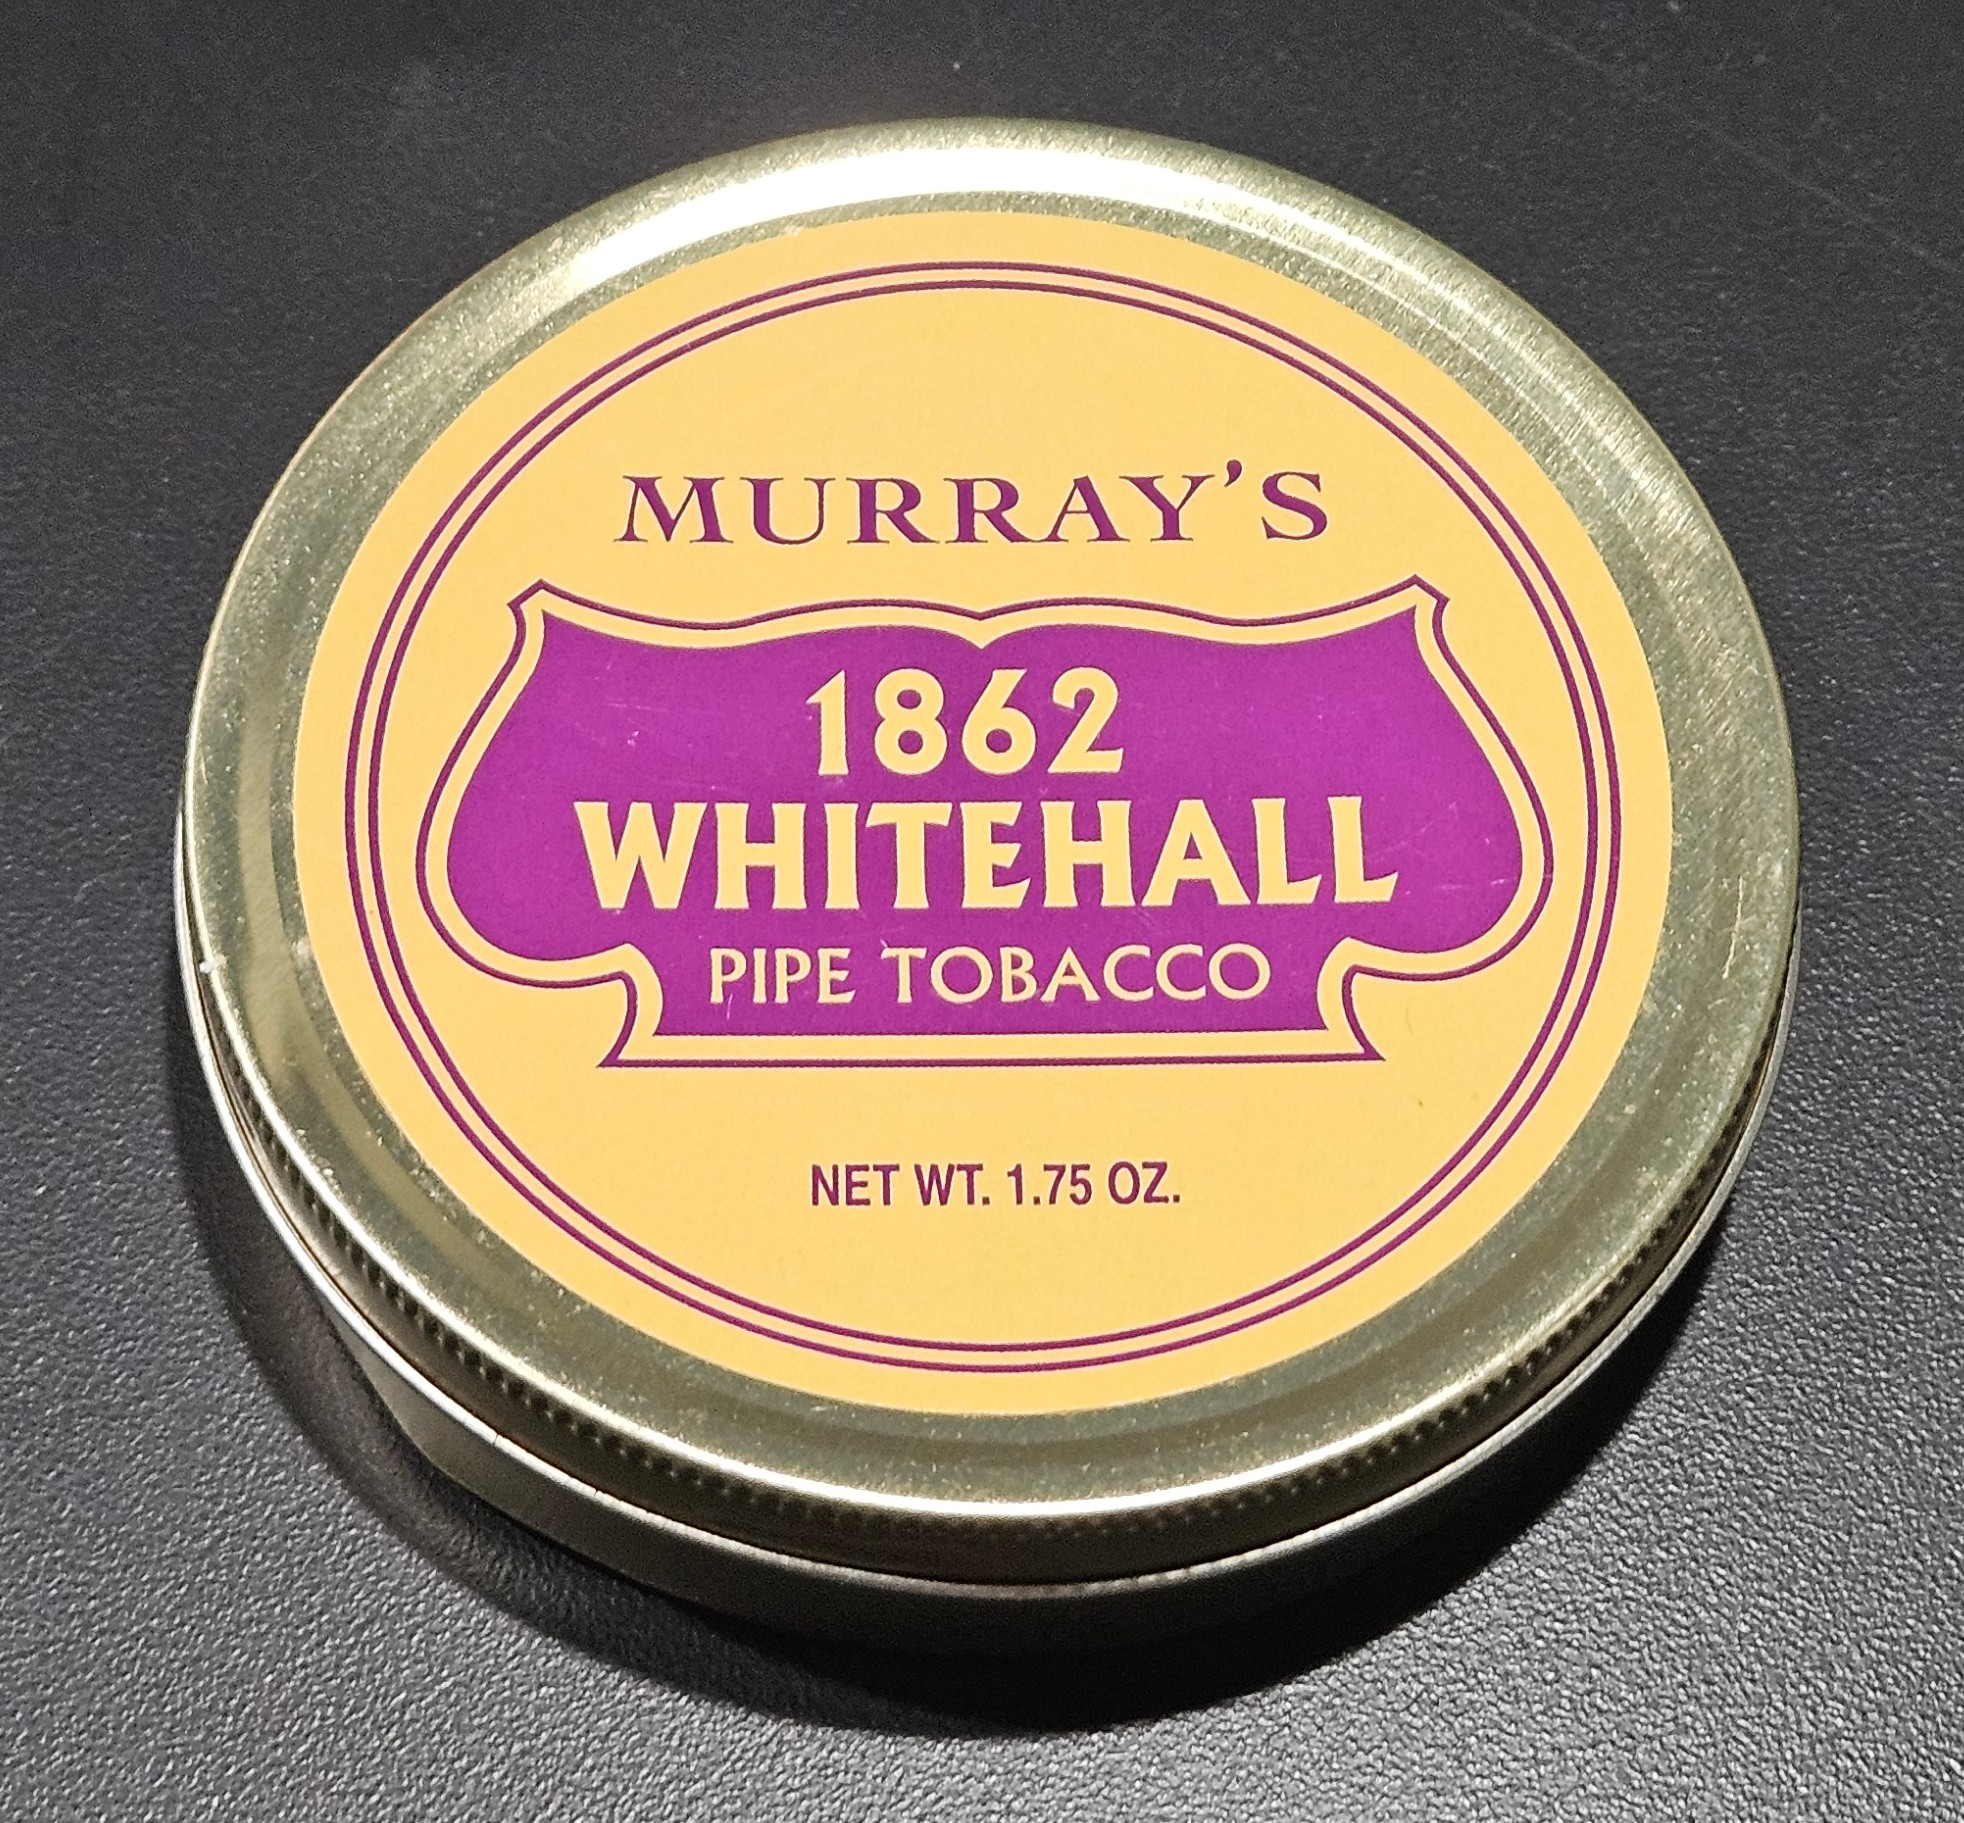 MURRAY'S
1862
WHITEHALL
PIPE TOBACCO
NET WT. 1.75 OZ.